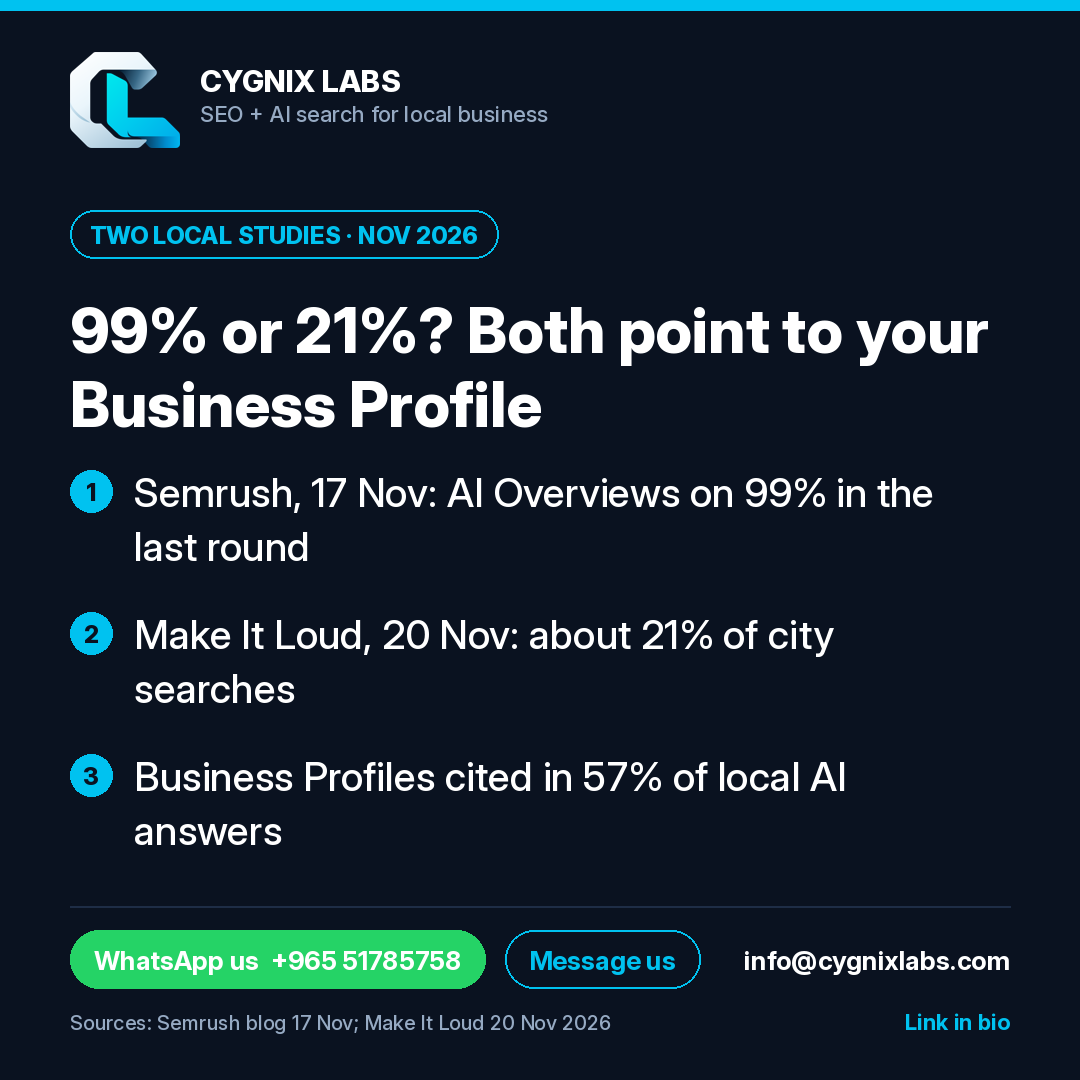 CYGNIX LABS
SEO + AI search for local business
TWO LOCAL STUDIES · NOV 2026
99% or 21%? Both point to your
Business Profile
1 Semrush, 17 Nov: AI Overviews on 99% in the
last round
2 Make It Loud, 20 Nov: about 21% of city
searches
3 Business Profiles cited in 57% of local AI
answers
WhatsApp us +965 51785758 Message us info@cygnixlabs.com
Sources: Semrush blog 17 Nov; Make It Loud 20 Nov 2026 Link in bio